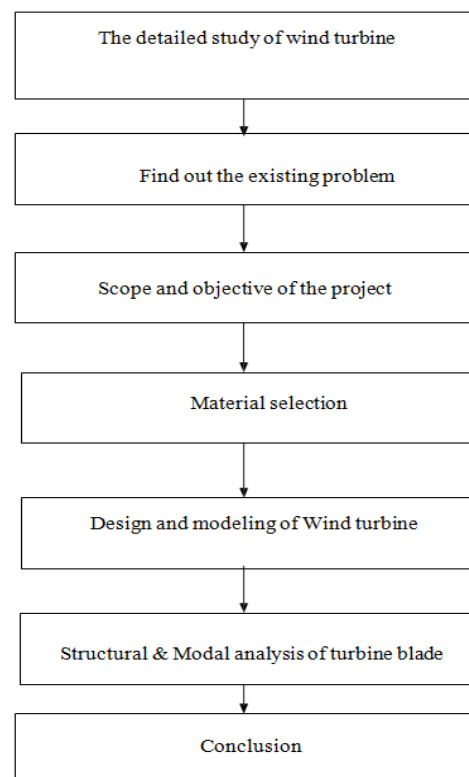 The detailed study of wind turbine
Find out the existing problem
Scope and objective of the project
Material selection
Design and modeling of Wind turbine
Structural & Modal analysis of turbine blade
Conclusion